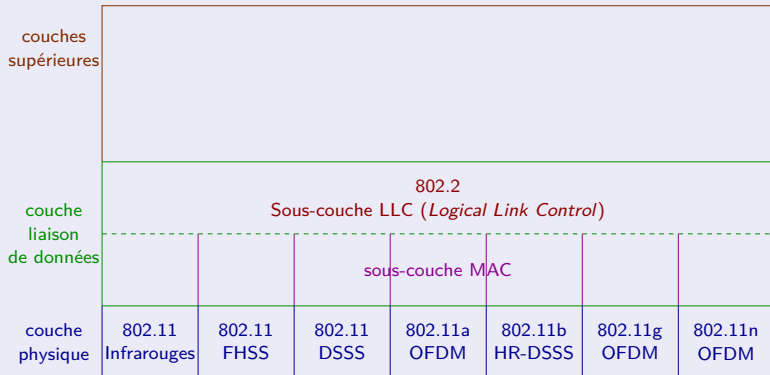 couches
supérieures
802.2
Sous-couche LLC (Logical Link Control)
couche
liaison
de données
sous-couche MAC
couche
physique
802.11
Infrarouges
802.11
FHSS
802.11
DSSS
802.11a
OFDM
802.11b
HR-DSSS
802.11g
OFDM
802.11n
OFDM